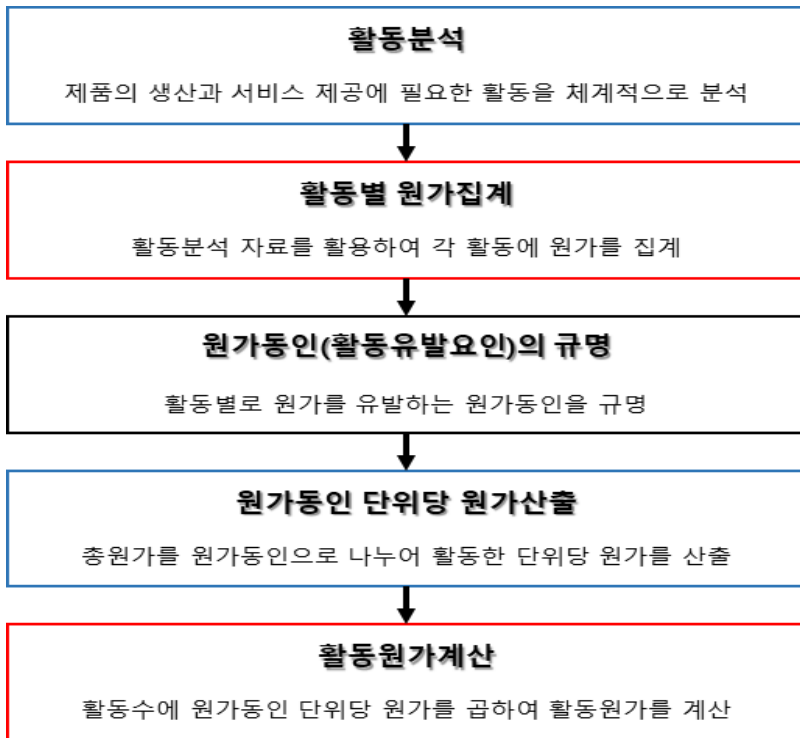 활동분석
제품의 생산과 서비스 제공에 필요한 활동을 체계적으로 분석
활동별 원가집계
활동분석 자료를 활용하여 각 활동에 원가를 집계
원가동인(활동유발요인)의 규명
활동별로 원가를 유발하는 원가동인을 규명
원가동인 단위당 원가산출
총원가를 원가동인으로 나누어 활동한 단위당 원가를 산출
활동원가계산
활동수에 원가동인 단위당 원가를 곱하여 활동원가를 계산